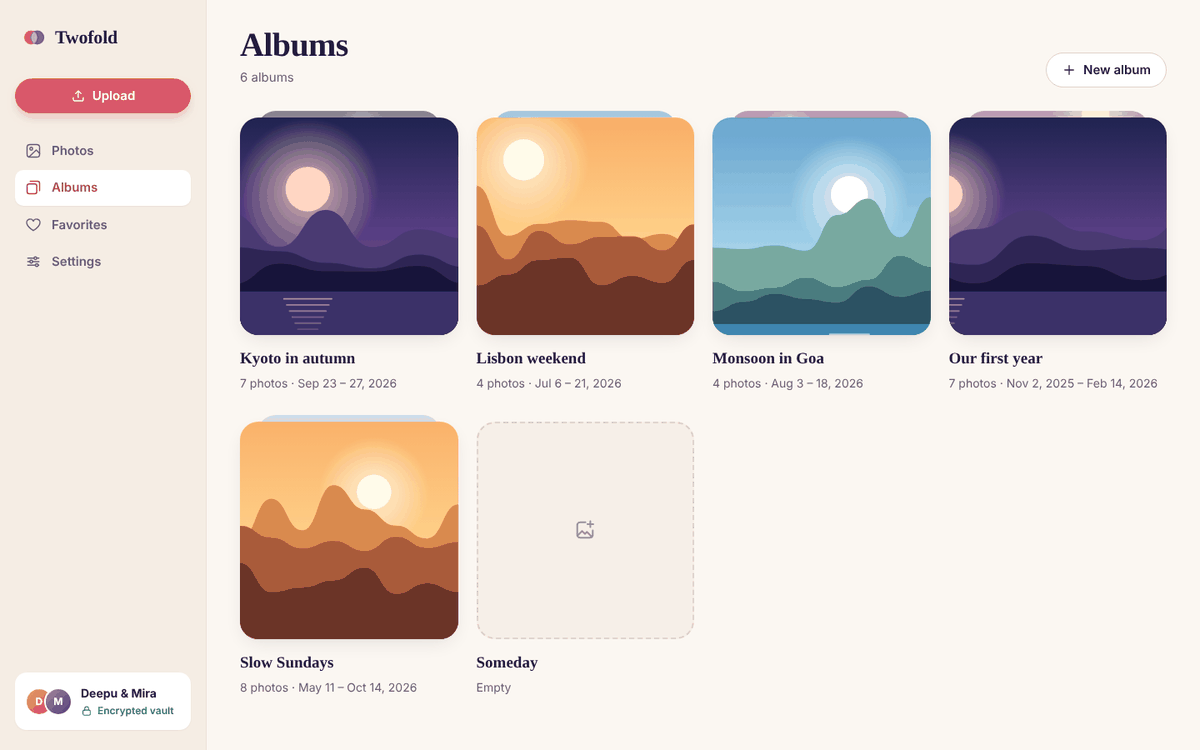 Twofold
Upload
Photos
Albums
Favorites
Settings
D M
Deepu & Mira
Encrypted vault
Albums
6 albums
New album
Kyoto in autumn
7 photos · Sep 23 – 27, 2026
Lisbon weekend
4 photos · Jul 6 – 21, 2026
Monsoon in Goa
4 photos · Aug 3 – 18, 2026
Our first year
7 photos · Nov 2, 2025 – Feb 14, 2026
Slow Sundays
8 photos · May 11 – Oct 14, 2026
Someday
Empty